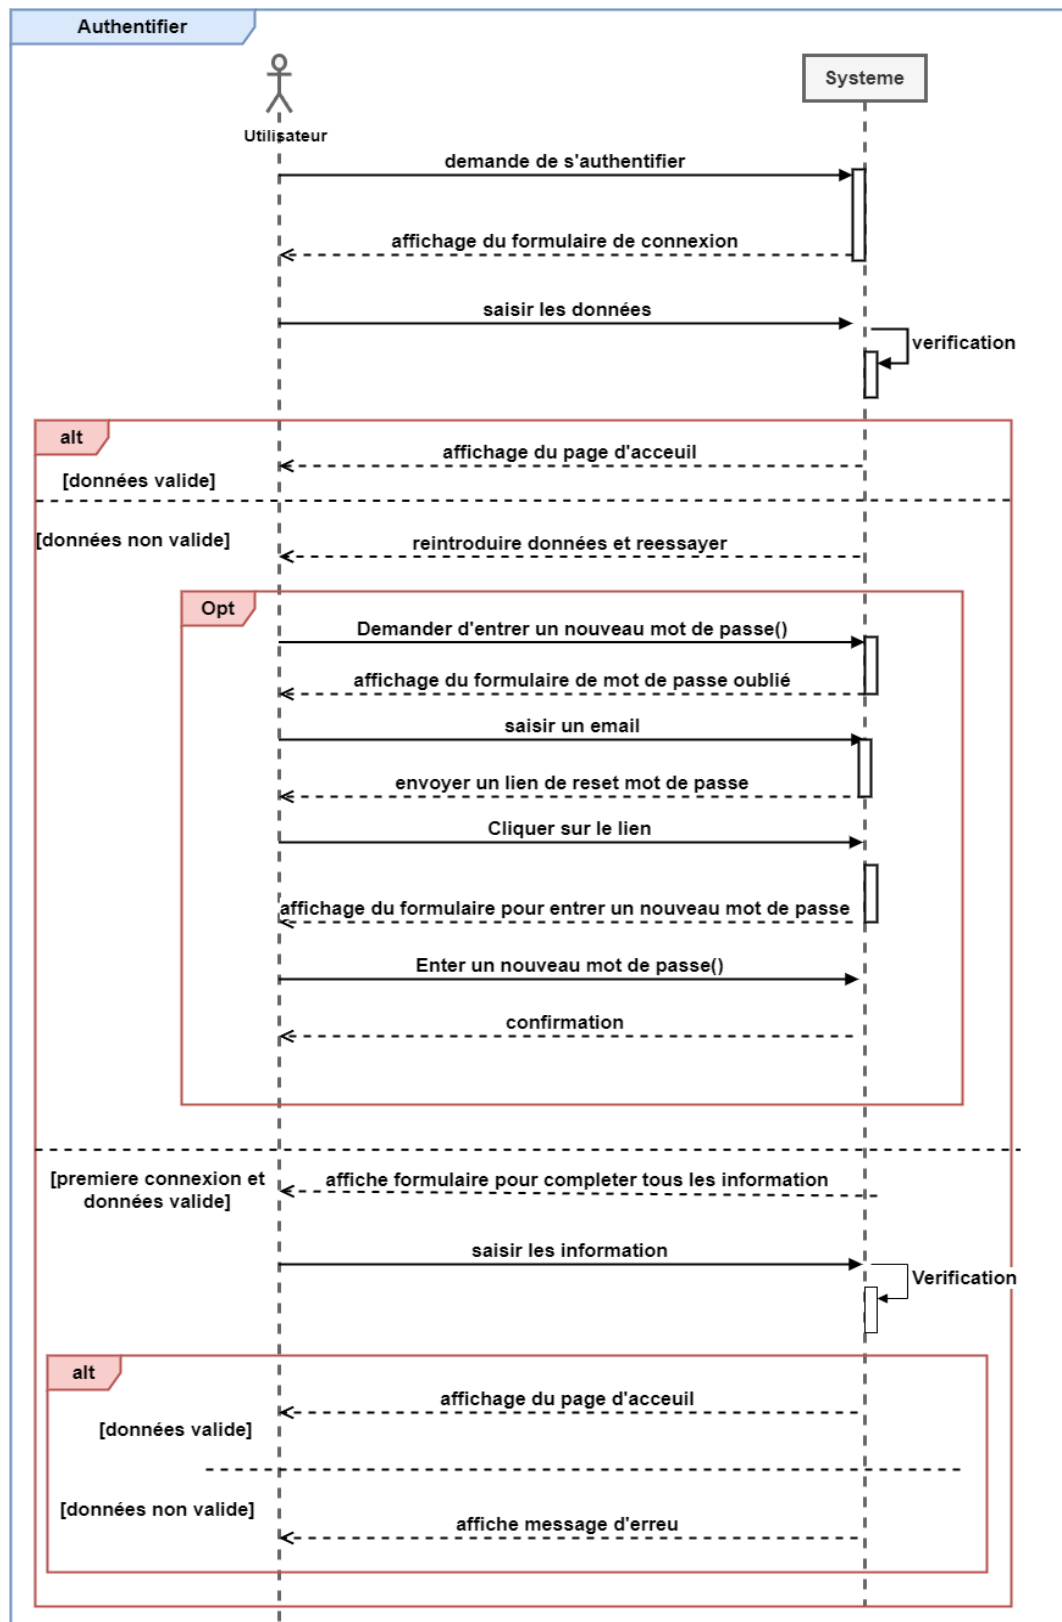 Authentifier
Systeme
Utilisateur
demande de s'authentifier
affichage du formulaire de connexion
saisir les données
verification
alt
affichage du page d'acceuil
[données valide]
[données non valide]
reintroduire données et reessayer
Opt
Demander d'entrer un nouveau mot de passe()
affichage du formulaire de mot de passe oublié
saisir un email
envoyer un lien de reset mot de passe
Cliquer sur le lien
affichage du formulaire pour entrer un nouveau mot de passe
Enter un nouveau mot de passe()
confirmation
[premiere connexion et
données valide]
affiche formulaire pour completer tous les information
saisir les information
Verification
alt
affichage du page d'acceuil
[données valide]
[données non valide]
affiche message d'erreu